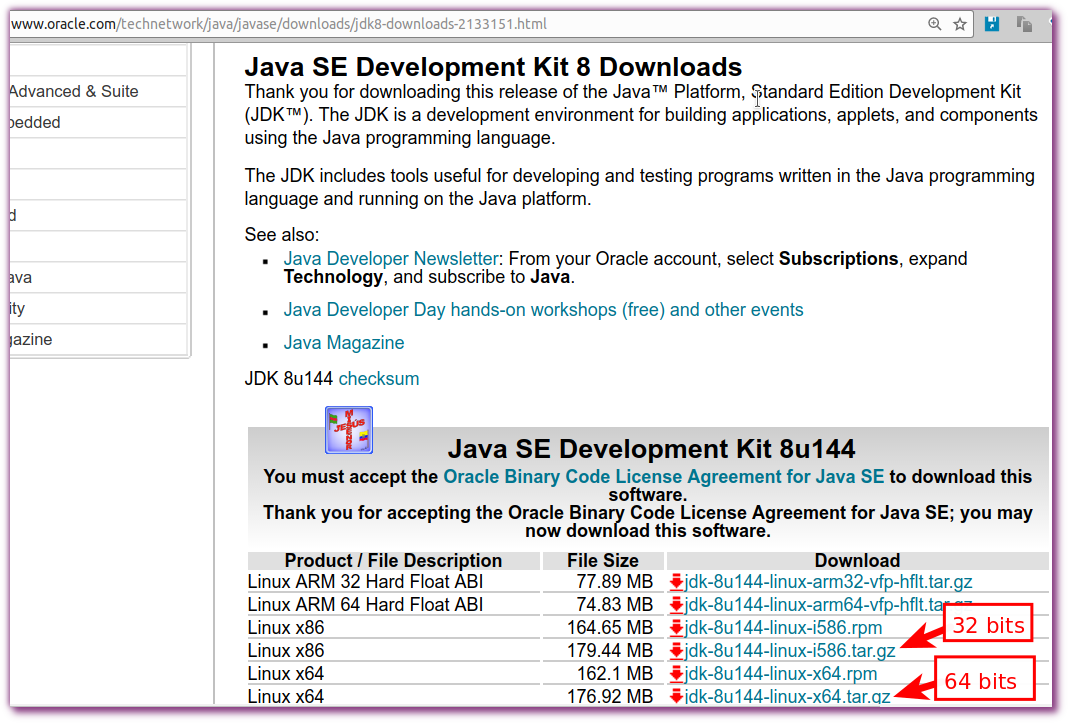 www.oracle.com/technetwork/java/javase/downloads/jdk8-downloads-2133151.html
Advanced & Suite
bedded
d
ava
ity
gazine
Java SE Development Kit 8 Downloads
Thank you for downloading this release of the Java™ Platform, Standard Edition Development Kit
(JDK™). The JDK is a development environment for building applications, applets, and components
using the Java programming language.
The JDK includes tools useful for developing and testing programs written in the Java programming
language and running on the Java platform.
See also:
Java Developer Newsletter: From your Oracle account, select Subscriptions, expand
Technology, and subscribe to Java.
Java Developer Day hands-on workshops (free) and other events
Java Magazine
JDK 8u144 checksum
JESÚS
Java SE Development Kit 8u144
You must accept the Oracle Binary Code License Agreement for Java SE to download this
software.
Thank you for accepting the Oracle Binary Code License Agreement for Java SE; you may
now download this software.
Product / File Description File Size Download
Linux ARM 32 Hard Float ABI 77.89 MB jdk-8u144-linux-arm32-vfp-hflt.tar.gz
Linux ARM 64 Hard Float ABI 74.83 MB jdk-8u144-linux-arm64-vfp-hflt.tar.gz
Linux x86 164.65 MB jdk-8u144-linux-i586.rpm
32 bits
Linux x86 179.44 MB jdk-8u144-linux-i586.tar.gz
Linux x64 162.1 MB jdk-8u144-linux-x64.rpm
64 bits
Linux x64 176.92 MB jdk-8u144-linux-x64.tar.gz